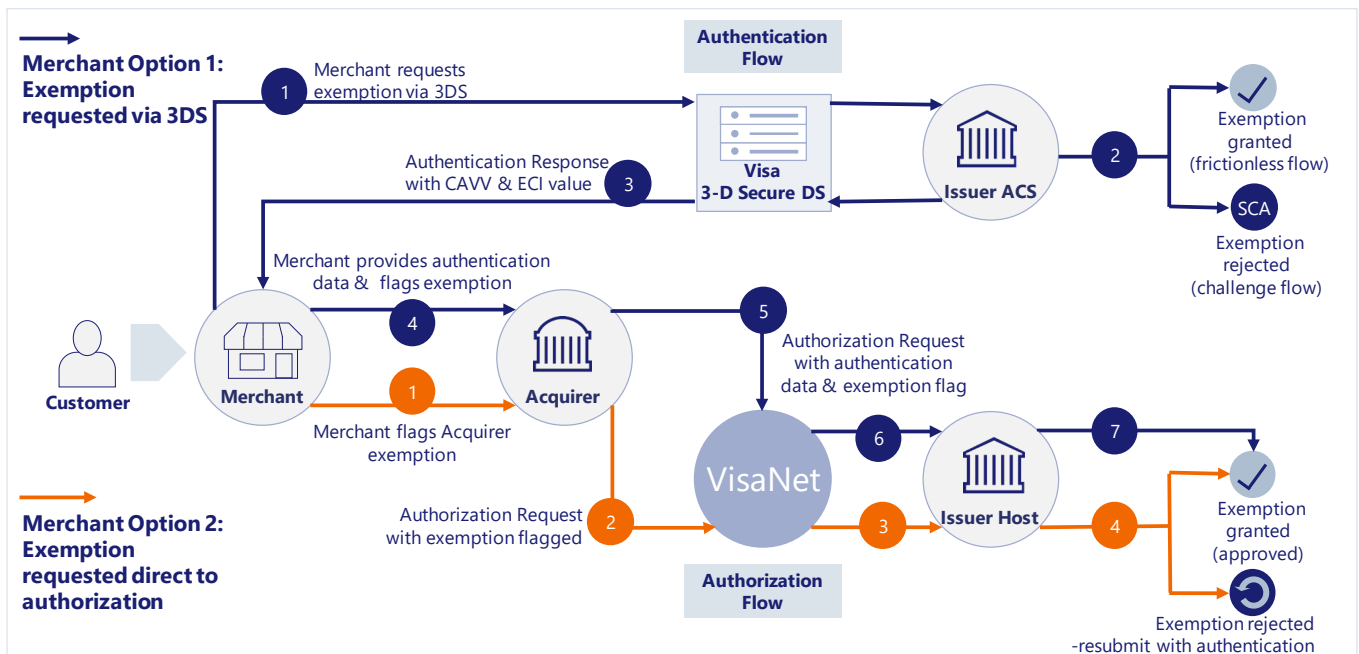 Merchant Option 1:
Exemption
requested via 3DS
1
Merchant requests
exemption via 3DS
Authentication
Flow
Visa
3-D Secure DS
Issuer ACS
2
Exemption
granted
(frictionless flow)
SCA
Exemption
rejected
(challenge flow)
Authentication Response
with CAVV & ECI value
3
Merchant provides authentication
data & flags exemption
4
5
Authorization Request
with authentication
data & exemption flag
Customer
Merchant
Acquirer
1
Merchant flags Acquirer
exemption
VisaNet
6
Issuer Host
7
Merchant Option 2:
Exemption
requested direct to
authorization
Authorization Request
with exemption flagged
2
3
4
Exemption
granted
(approved)
Authorization
Flow
Exemption rejected
-resubmit with authentication